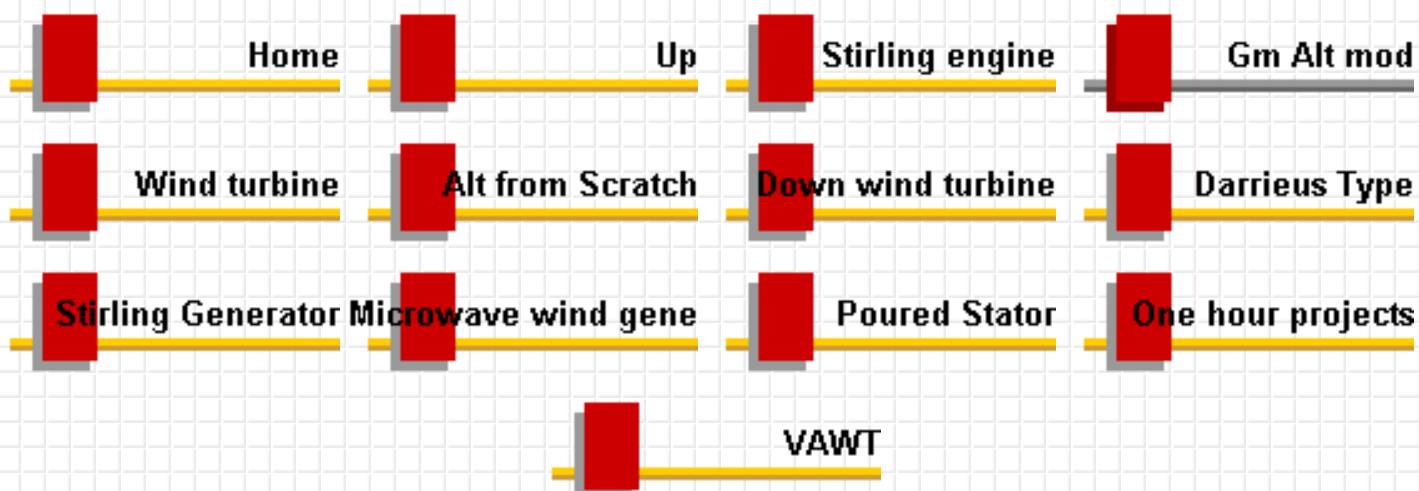 Home
Up
Stirling engine
Gm Alt mod
Wind turbine
Alt from Scratch
Down wind turbine
Darrieus Type
Stirling Generator
Microwave wind gene
Poured Stator
One hour projects
VAWT